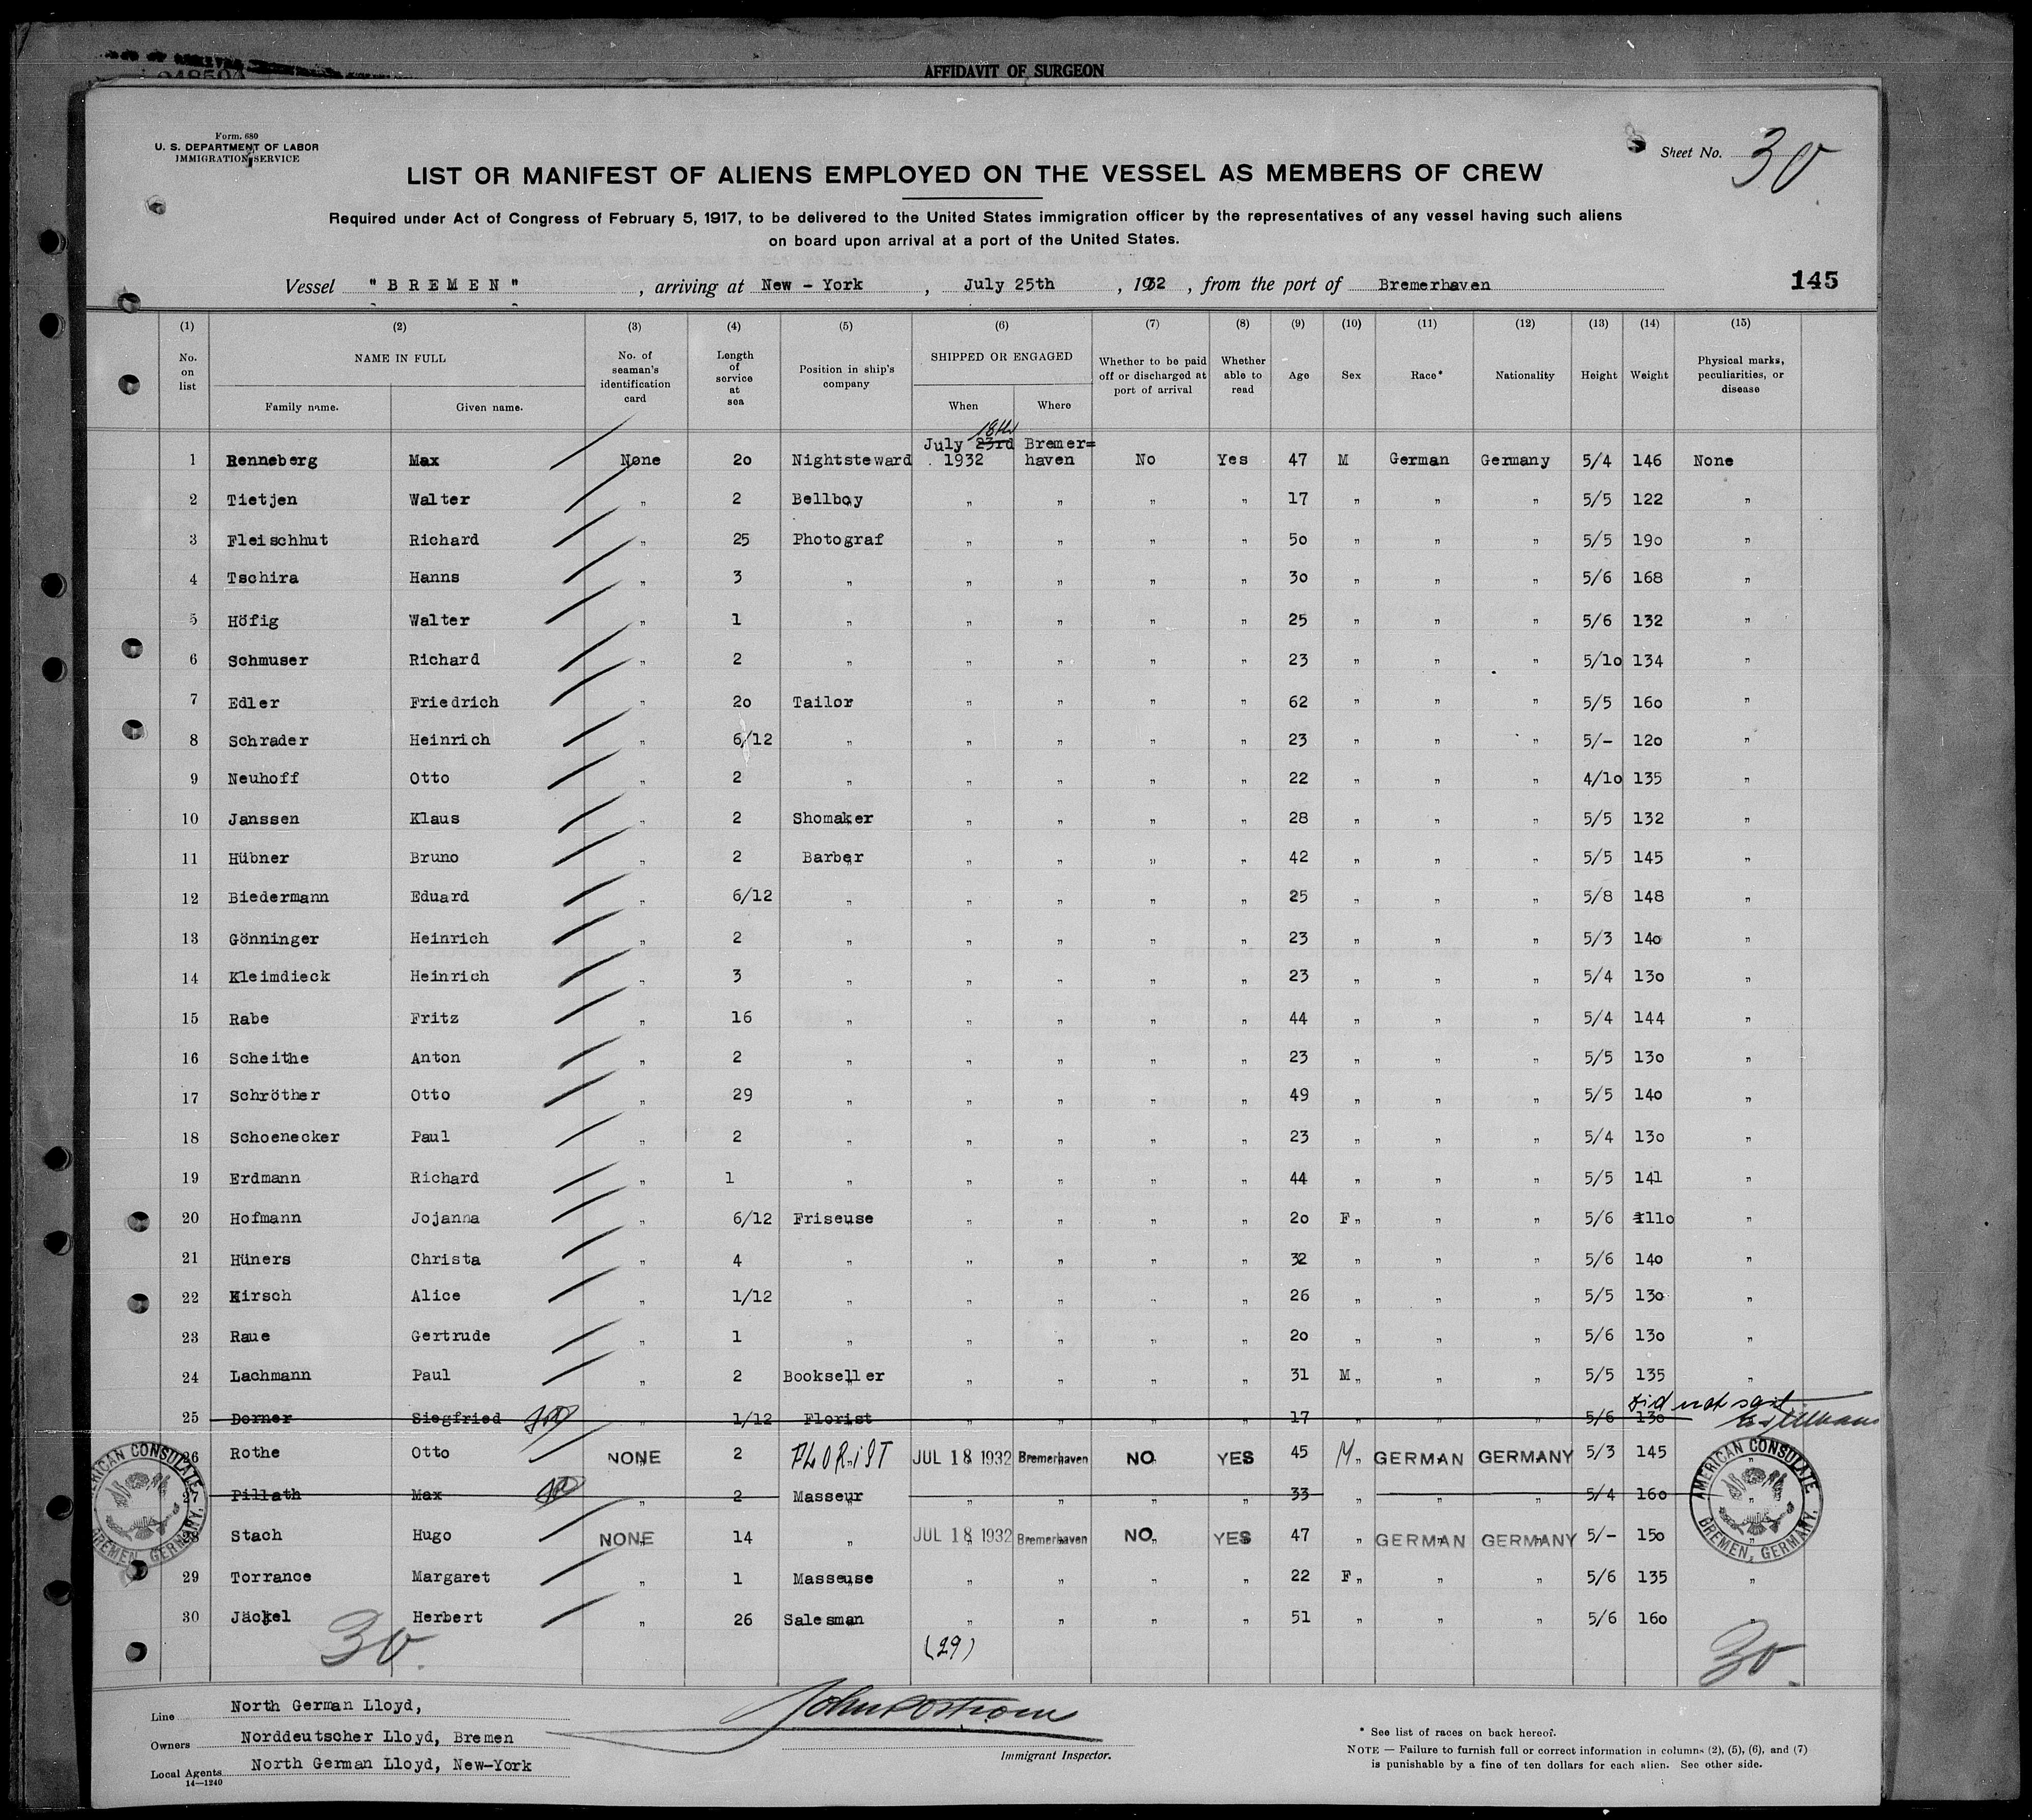 AFFIDAVIT OF SURGEON
Form. 680
U. S. DEPARTMENT OF LABOR
IMMIGRATION SERVICE
Sheet No. 30
LIST OR MANIFEST OF ALIENS EMPLOYED ON THE VESSEL AS MEMBERS OF CREW
Required under Act of Congress of February 5, 1917, to be delivered to the United States immigration officer by the representatives of any vessel having such aliens
on board upon arrival at a port of the United States.
Vessel "BREMEN" , arriving at New - York , July 25th , 1932 , from the port of Bremerhaven 145
(1) (2) (3) (4) (5) (6) (7) (8) (9) (10) (11) (12) (13) (14) (15)
No. on list NAME IN FULL Family name. Given name. No. of seaman's identification card Length of service at sea Position in ship's company SHIPPED OR ENGAGED When Where Whether to be paid off or discharged at port of arrival Whether able to read Age Sex Race* Nationality Height Weight Physical marks, peculiarities, or disease
18th
July 23rd Bremer=
1 Renneberg Max None 20 Nightsteward 1932 haven No Yes 47 M German Germany 5/4 146 None
2 Tietjen Walter " 2 Bellboy " " " " 17 " " " 5/5 122 "
3 Fleischhut Richard " 25 Photograf " " " " 50 " " " 5/5 190 "
4 Tschira Hanns " 3 " " " " " 30 " " " 5/6 168 "
5 Höfig Walter " 1 " " " " " 25 " " " 5/6 132 "
6 Schmuser Richard " 2 " " " " " 23 " " " 5/10 134 "
7 Edler Friedrich " 20 Tailor " " " " 62 " " " 5/5 160 "
8 Schrader Heinrich " 6/12 " " " " " 23 " " " 5/- 120 "
9 Neuhoff Otto " 2 " " " " " 22 " " " 4/10 135 "
10 Janssen Klaus " 2 Shomaker " " " " 28 " " " 5/5 132 "
11 Hübner Bruno " 2 Barber " " " " 42 " " " 5/5 145 "
12 Biedermann Eduard " 6/12 " " " " " 25 " " " 5/8 148 "
13 Gönninger Heinrich " 2 " " " " " 23 " " " 5/3 140 "
14 Kleimdieck Heinrich " 3 " " " " " 23 " " " 5/4 130 "
15 Rabe Fritz " 16 " " " " " 44 " " " 5/4 144 "
16 Scheithe Anton " 2 " " " " " 23 " " " 5/5 130 "
17 Schröther Otto " 29 " " " " " 49 " " " 5/5 140 "
18 Schoenecker Paul " 2 " " " " " 23 " " " 5/4 130 "
19 Erdmann Richard " 1 " " " " " 44 " " " 5/5 141 "
20 Hofmann Jojanna " 6/12 Friseuse " " " " 20 F " " " 5/6 110 "
21 Hüners Christa " 4 " " " " " 32 " " " 5/6 140 "
22 Kirsch Alice " 1/12 " " " " " 26 " " " 5/5 130 "
23 Raue Gertrude " 1 " " " " " 20 " " " 5/6 130 "
24 Lachmann Paul " 2 Bookseller " " " " 31 M " " " 5/5 135 "
did not sail
25 Dorner Siegfried " 1/12 Florist " " " " 17 " " " 5/6 130
26 Rothe Otto NONE 2 FLORIST JUL 18 1932 Bremerhaven NO YES 45 M " GERMAN GERMANY 5/3 145 "
27 Pillath Max " 2 Masseur " " " " 33 " " " 5/4 160 "
28 Stach Hugo NONE 14 " JUL 18 1932 Bremerhaven NO YES 47 " GERMAN GERMANY 5/- 150 "
29 Torrance Margaret " 1 Masseuse " " " " 22 F " " " 5/6 135 "
30 Jäckel Herbert " 26 Salesman " " " " 51 " " " 5/6 160 "
AMERICAN CONSULATE, BREMEN, GERMANY.
AMERICAN CONSULATE BREMEN, GERMANY.
30 (29) 30
Line North German Lloyd,
Owners Norddeutscher Lloyd, Bremen
Local Agents North German Lloyd, New-York
14—1240
Immigrant Inspector.
* See list of races on back hereof.
NOTE — Failure to furnish full or correct information in columns (2), (5), (6), and (7)
is punishable by a fine of ten dollars for each alien. See other side.